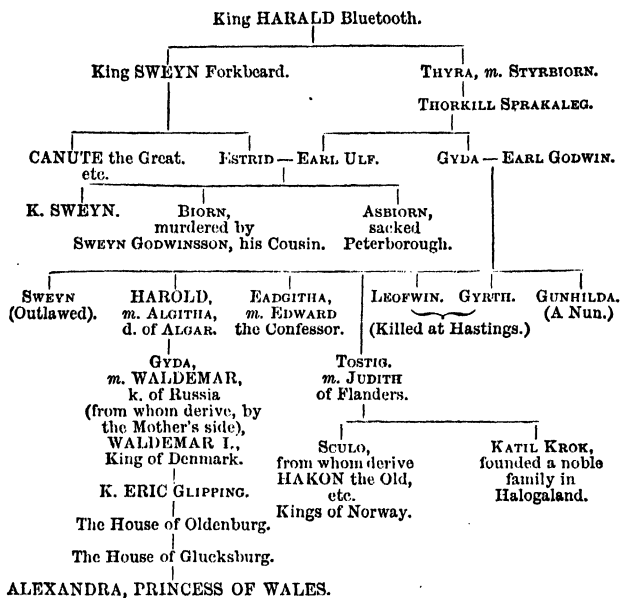 King HARALD Bluetooth.
King SWEYN Forkbeard.
THYRA, m. STYRBIORN.
THORKILL SPRAKALEG.
CANUTE the Great.
etc.
ESTRID — EARL ULF.
GYDA — EARL GODWIN.
K. SWEYN.
BIORN,
murdered by
SWEYN GODWINSSON, his Cousin.
ASBIORN,
sacked
Peterborough.
SWEYN
(Outlawed).
HAROLD,
m. ALGITHA,
d. of ALGAR.
EADGITHA,
m. EDWARD
the Confessor.
LEOFWIN. GYRTH.
(Killed at Hastings.)
GUNHILDA.
(A Nun.)
GYDA,
m. WALDEMAR,
k. of Russia
(from whom derive, by
the Mother's side),
WALDEMAR I.,
King of Denmark.
TOSTIG.
m. JUDITH
of Flanders.
SCULO,
from whom derive
HAKON the Old,
etc.
Kings of Norway.
KATIL KROK,
founded a noble
family in
Halogaland.
K. ERIC GLIPPING.
The House of Oldenburg.
The House of Glucksburg.
ALEXANDRA, PRINCESS OF WALES.